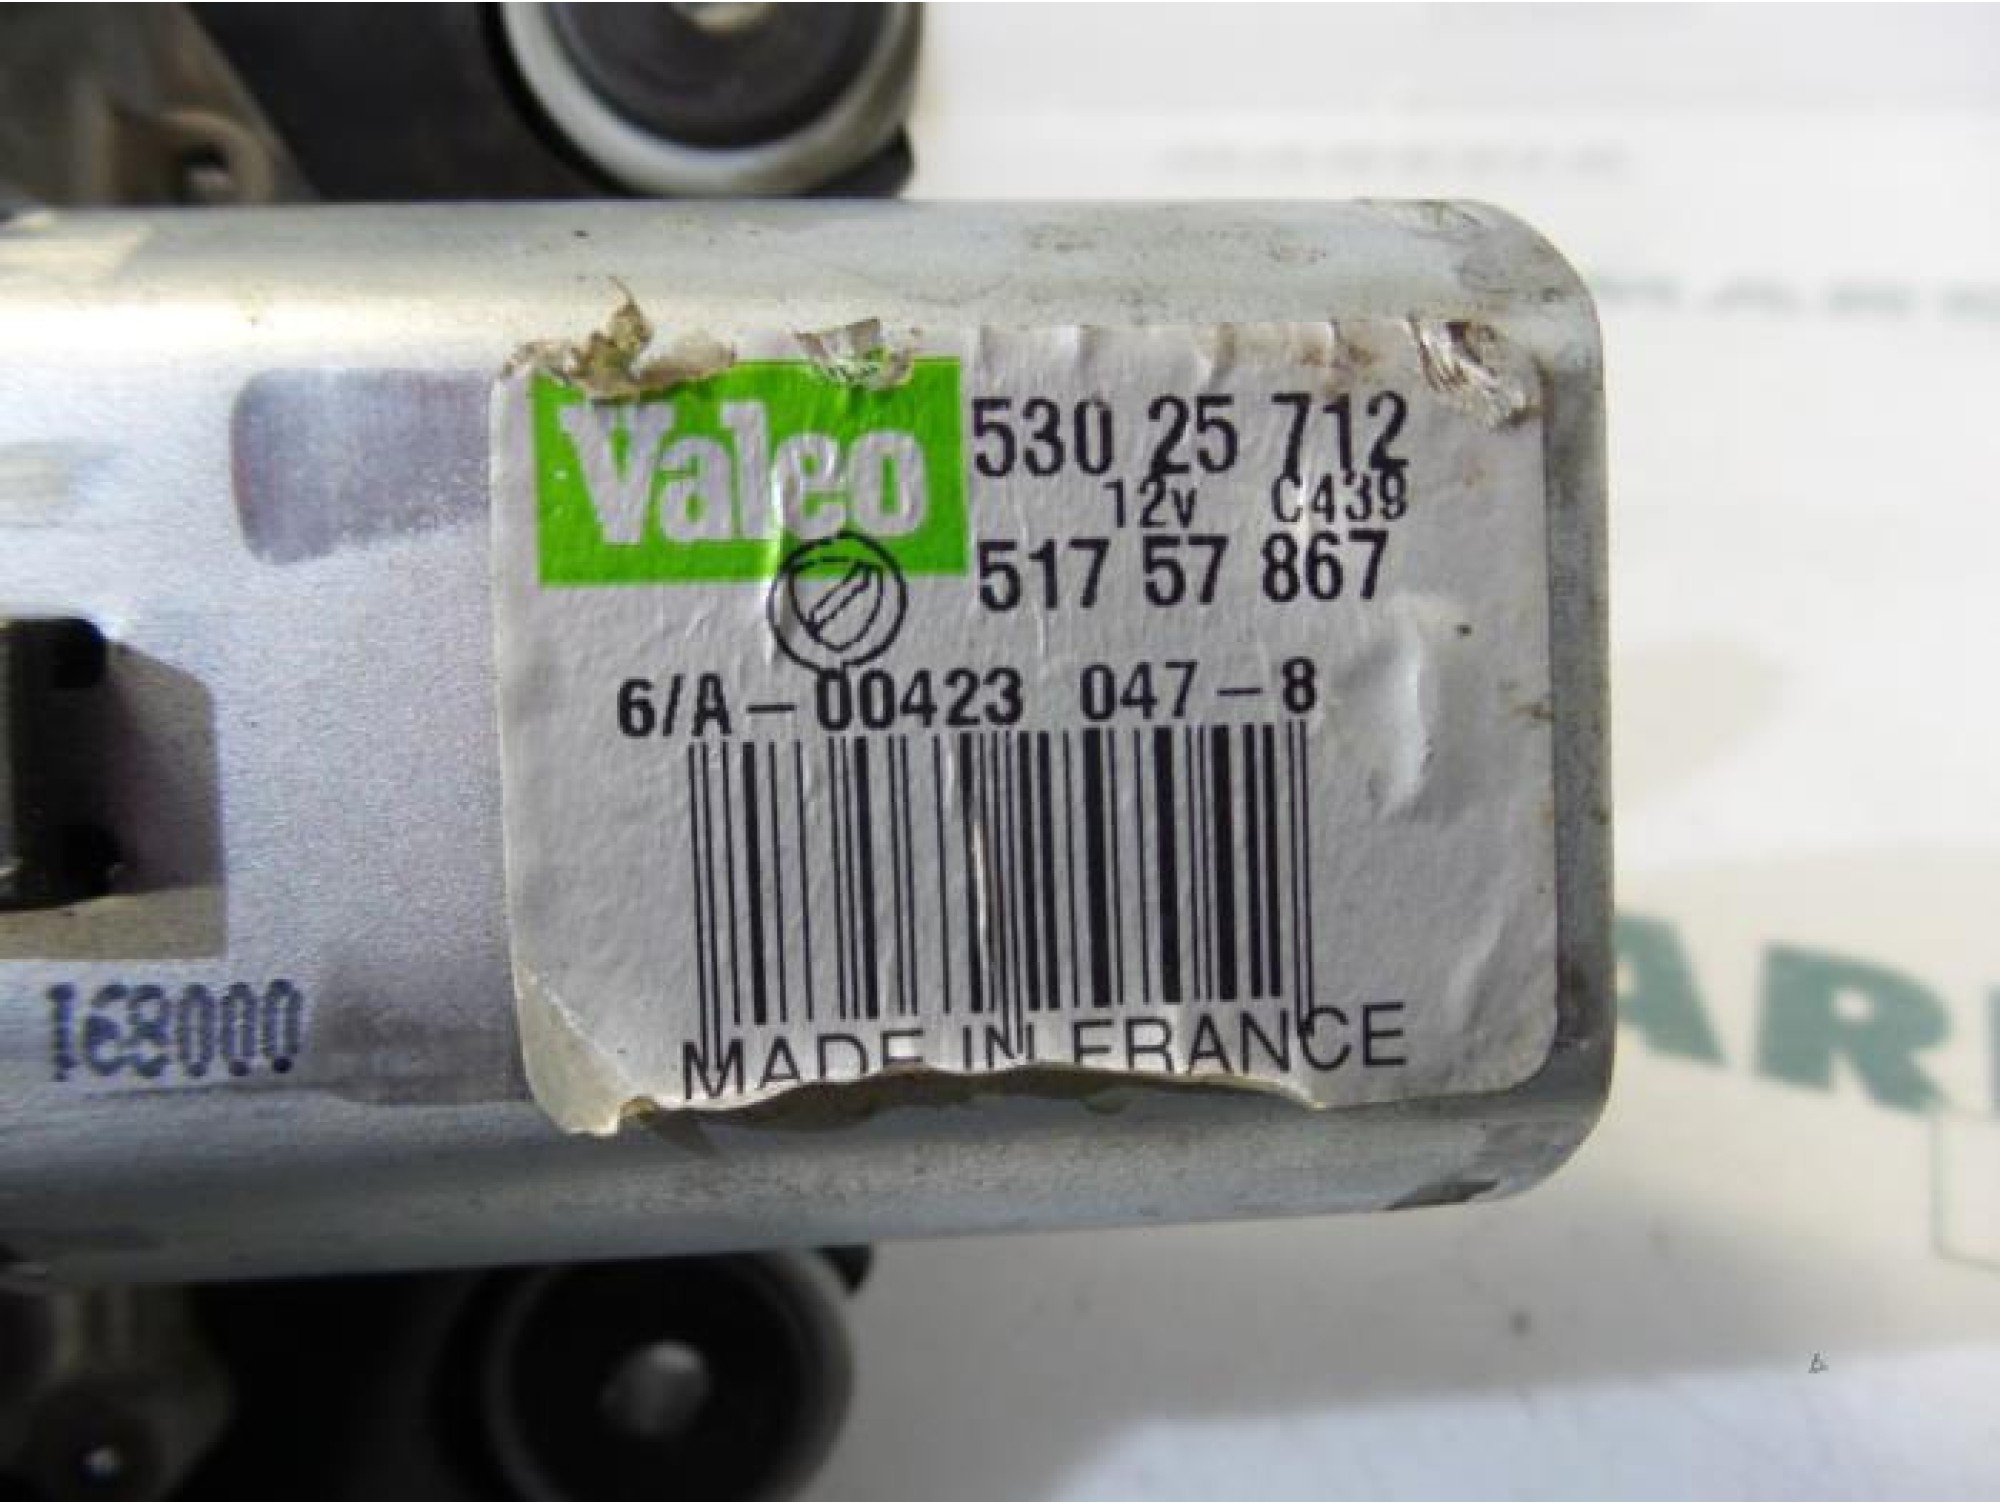 Valeo
530 25 712
12v C439
517 57 867
6/A-00423 047-8
MADE IN FRANCE
168000